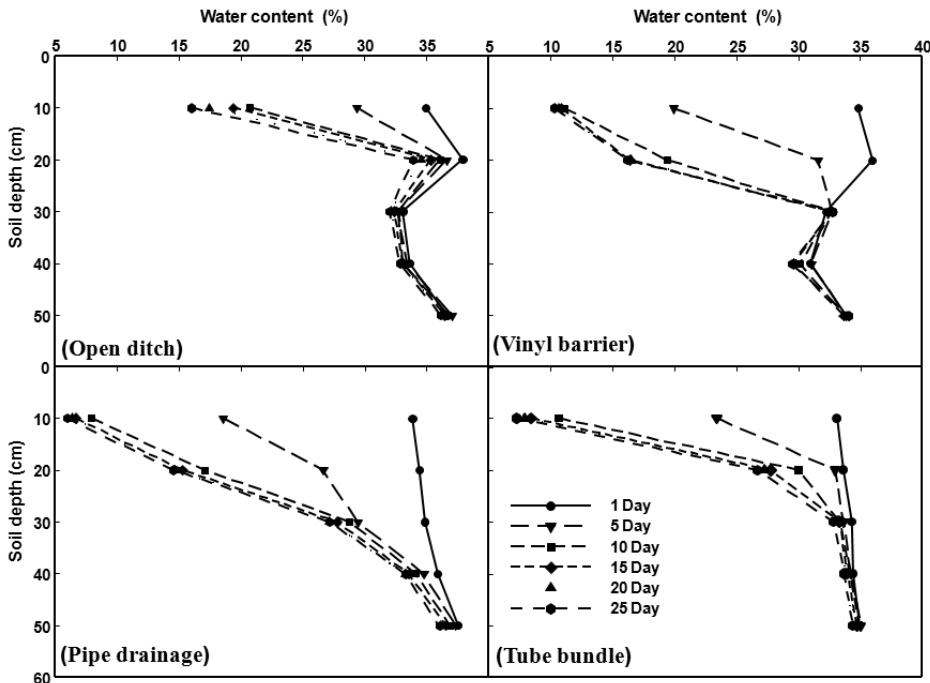 Water content (%) Water content (%)
5 10 15 20 25 30 35 5 10 15 20 25 30 35 40
0
10
20
30
40
50
Soil depth (cm)
(Open ditch) (Vinyl barrier)
0
10
20
30
40
50
60
Soil depth (cm)
1 Day
5 Day
10 Day
15 Day
20 Day
25 Day
(Pipe drainage) (Tube bundle)